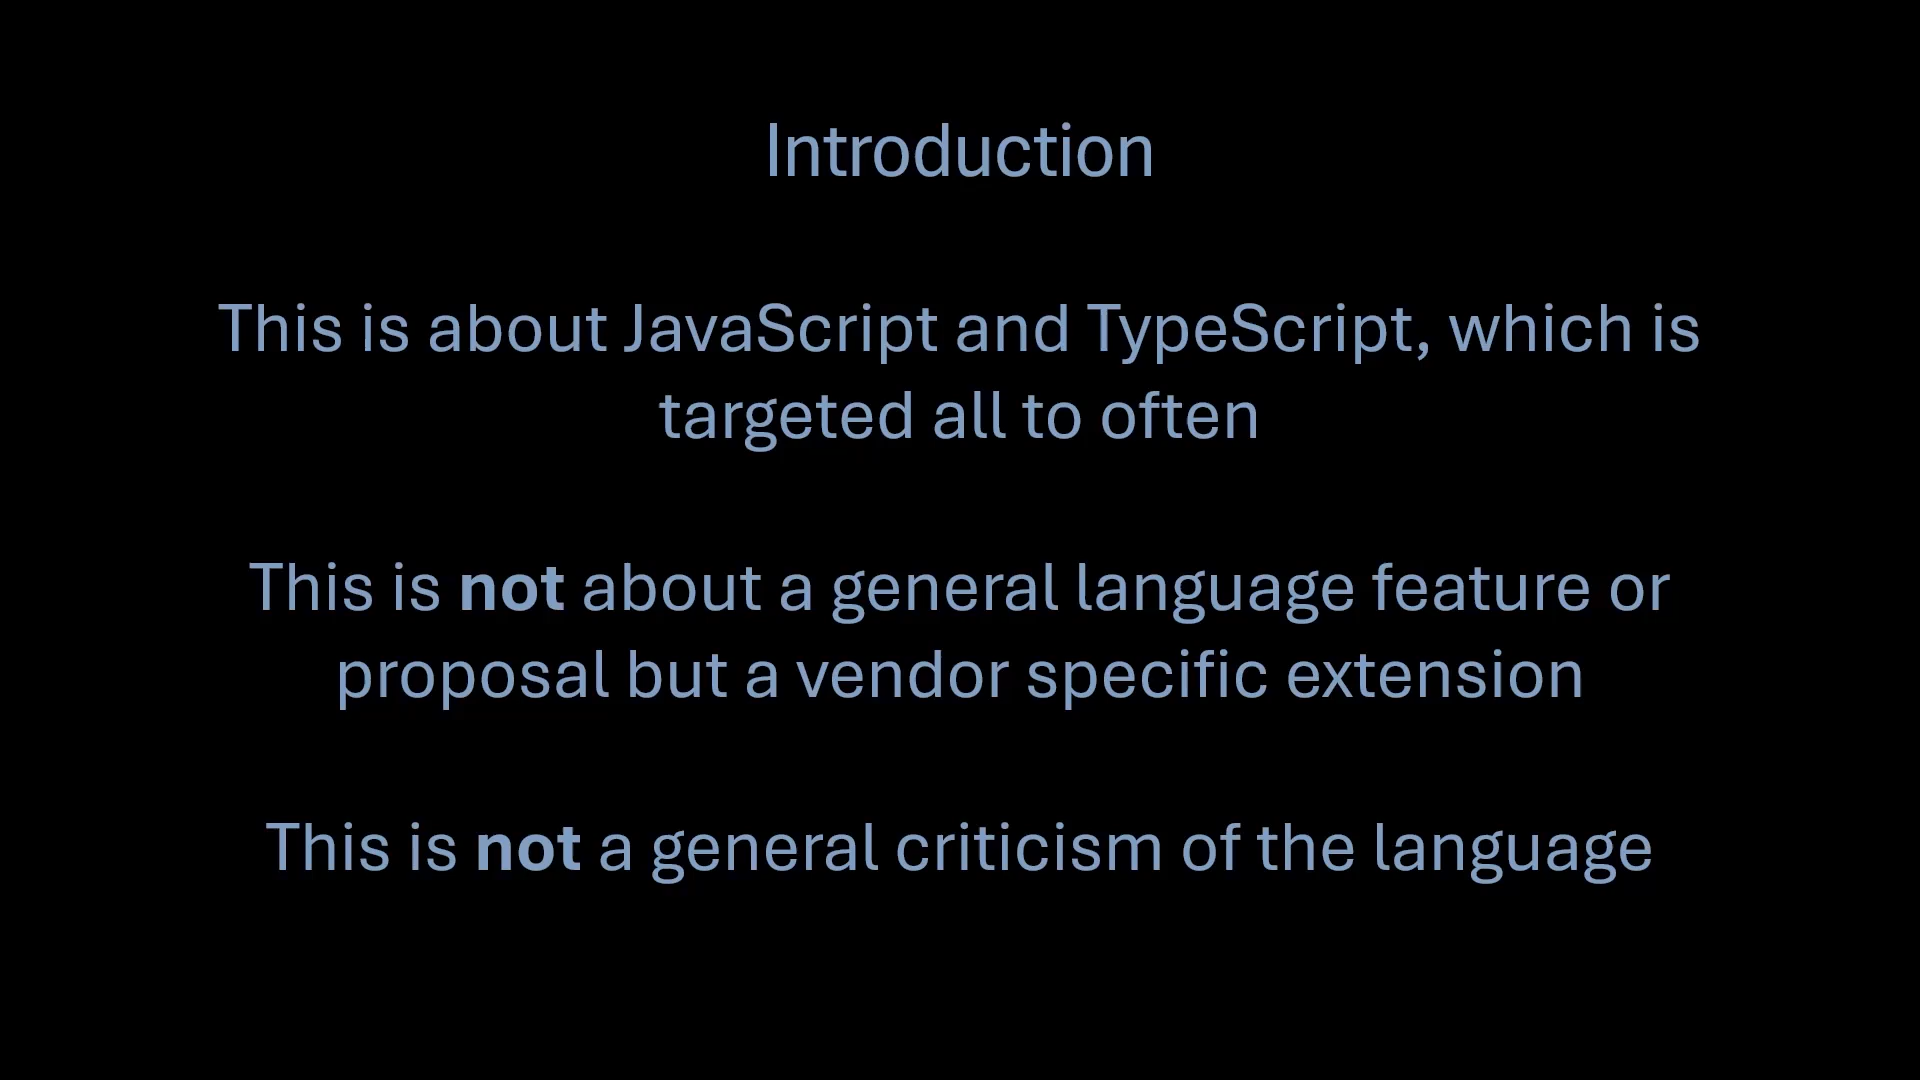 Introduction
This is about JavaScript and TypeScript, which is
targeted all to often
This is not about a general language feature or
proposal but a vendor specific extension
This is not a general criticism of the language